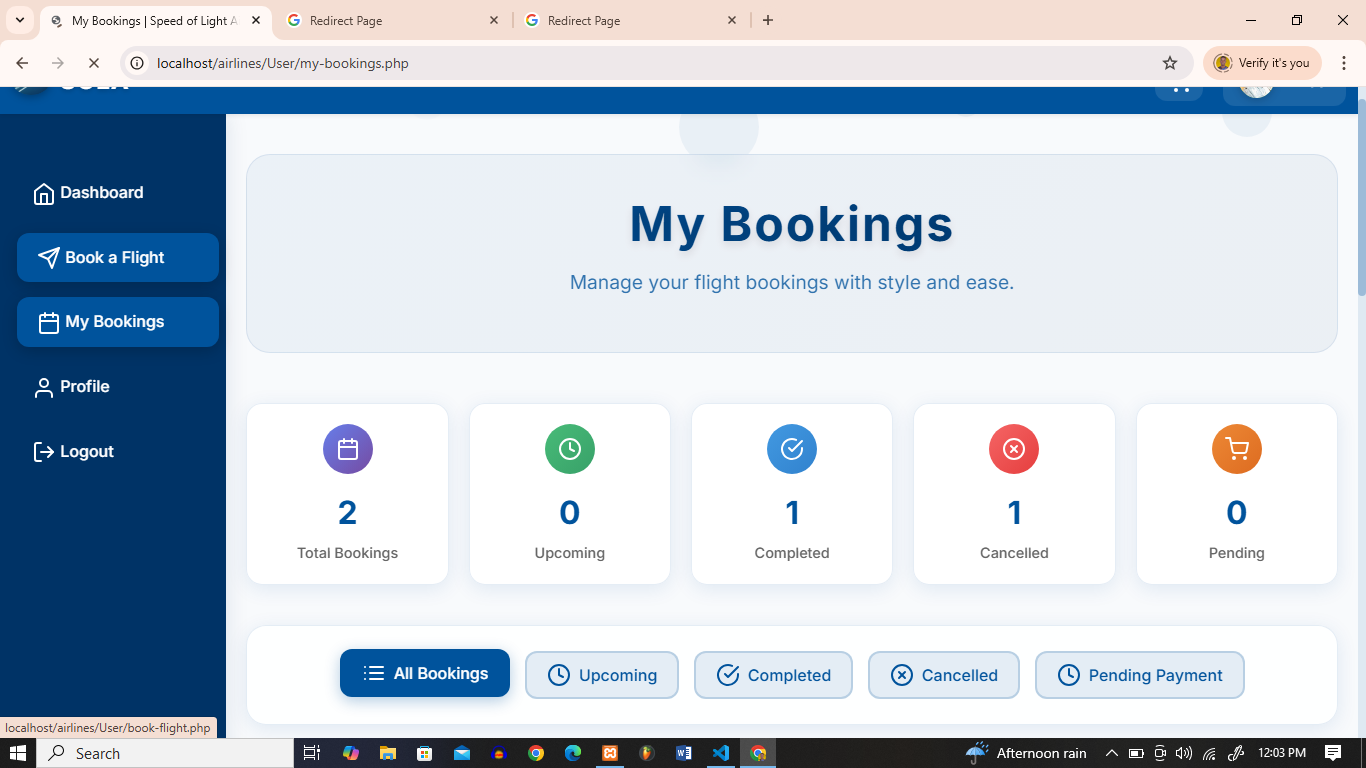 My Bookings | Speed of Light A
Redirect Page
Redirect Page
localhost/airlines/User/my-bookings.php
Verify it's you
Dashboard
Book a Flight
My Bookings
Profile
Logout
My Bookings
Manage your flight bookings with style and ease.
2
Total Bookings
0
Upcoming
1
Completed
1
Cancelled
0
Pending
All Bookings
Upcoming
Completed
Cancelled
Pending Payment
localhost/airlines/User/book-flight.php
Search
Afternoon rain
12:03 PM